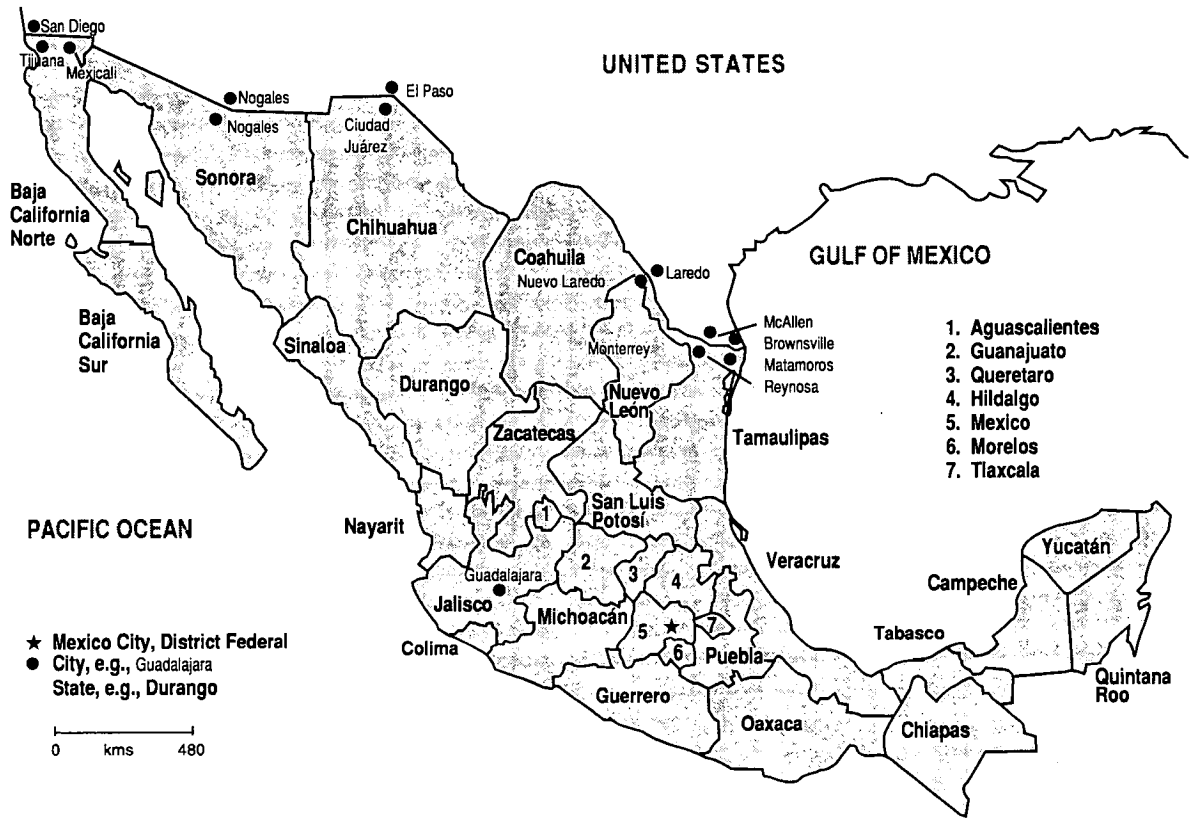 San Diego
Tijuana
Mexicali
Nogales
Nogales
El Paso
Ciudad
Juárez
UNITED STATES
Sonora
Chihuahua
Baja
California
Norte
Baja
California
Sur
Coahuila
Nuevo Laredo
Laredo
GULF OF MEXICO
McAllen
Brownsville
Matamoros
Reynosa
Monterrey
Sinaloa
Durango
Nuevo
León
Zacatecas
Tamaulipas
1. Aguascalientes
2. Guanajuato
3. Queretaro
4. Hildalgo
5. Mexico
6. Morelos
7. Tlaxcala
PACIFIC OCEAN
Nayarit
San Luis
Potosí
1
2
3
4
5
6
7
Guadalajara
Jalisco
Colima
Michoacán
Veracruz
Puebla
Guerrero
Oaxaca
Campeche
Yucatán
Tabasco
Quintana
Roo
Chiapas
Mexico City, District Federal
City, e.g., Guadalajara
State, e.g., Durango
0 kms 480